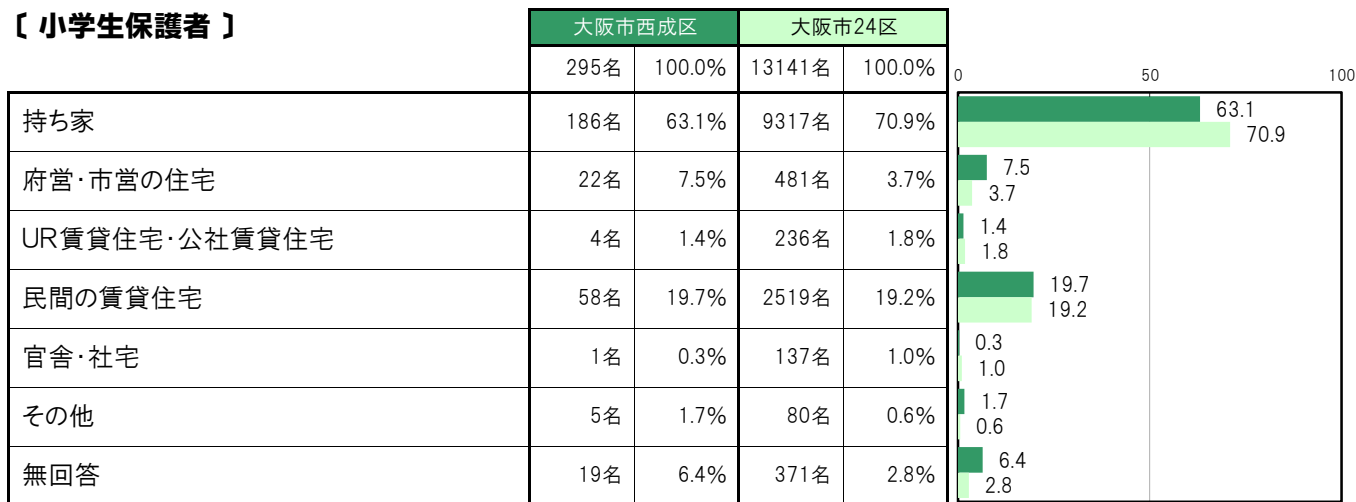 〔 小学生保護者 〕
大阪市西成区 大阪市24区
295名 100.0% 13141名 100.0%
0 50 100
持ち家 186名 63.1% 9317名 70.9%
63.1
70.9
府営・市営の住宅 22名 7.5% 481名 3.7%
7.5
3.7
UR賃貸住宅・公社賃貸住宅 4名 1.4% 236名 1.8%
1.4
1.8
民間の賃貸住宅 58名 19.7% 2519名 19.2%
19.7
19.2
官舎・社宅 1名 0.3% 137名 1.0%
0.3
1.0
その他 5名 1.7% 80名 0.6%
1.7
0.6
無回答 19名 6.4% 371名 2.8%
6.4
2.8